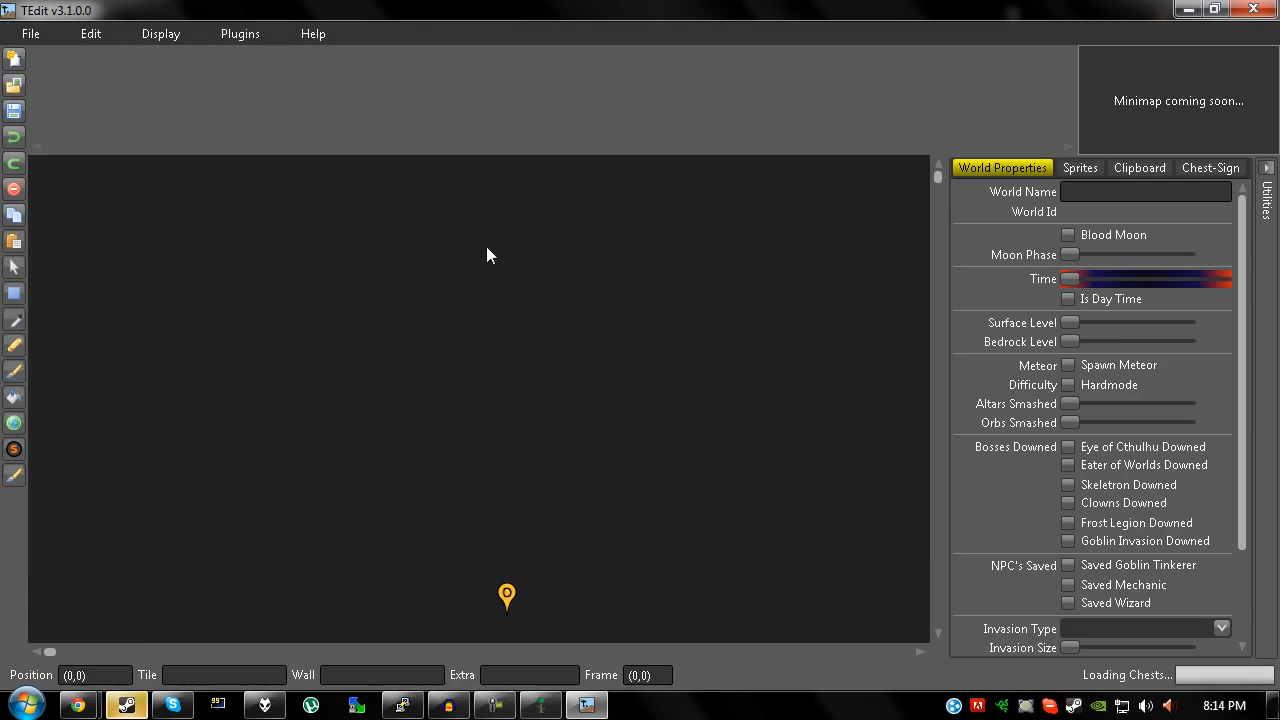 TEdit v3.1.0.0
File Edit Display Plugins Help
Minimap coming soon...
World Properties Sprites Clipboard Chest-Sign
Utilities
World Name
World Id
Blood Moon
Moon Phase
Time
Is Day Time
Surface Level
Bedrock Level
Meteor Spawn Meteor
Difficulty Hardmode
Altars Smashed
Orbs Smashed
Bosses Downed Eye of Cthulhu Downed
Eater of Worlds Downed
Skeletron Downed
Clowns Downed
Frost Legion Downed
Goblin Invasion Downed
NPC's Saved Saved Goblin Tinkerer
Saved Mechanic
Saved Wizard
Invasion Type
Invasion Size
Position (0,0) Tile Wall Extra Frame (0,0) Loading Chests...
8:14 PM